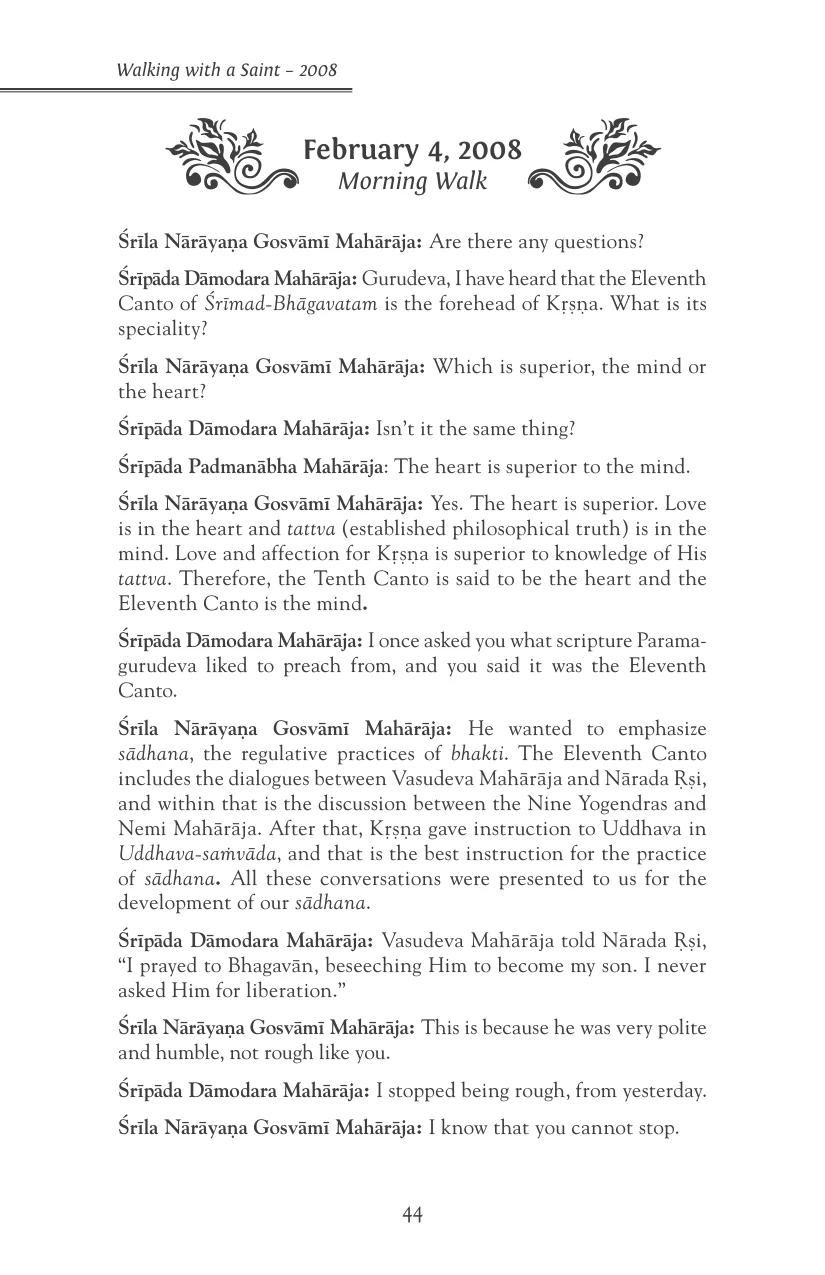 Walking with a Saint – 2008
February 4, 2008
Morning Walk
Śrīla Nārāyaṇa Gosvāmī Mahārāja: Are there any questions?
Śrīpāda Dāmodara Mahārāja: Gurudeva, I have heard that the Eleventh
Canto of Śrīmad-Bhāgavatam is the forehead of Kṛṣṇa. What is its
speciality?
Śrīla Nārāyaṇa Gosvāmī Mahārāja: Which is superior, the mind or
the heart?
Śrīpāda Dāmodara Mahārāja: Isn’t it the same thing?
Śrīpāda Padmanābha Mahārāja: The heart is superior to the mind.
Śrīla Nārāyaṇa Gosvāmī Mahārāja: Yes. The heart is superior. Love
is in the heart and tattva (established philosophical truth) is in the
mind. Love and affection for Kṛṣṇa is superior to knowledge of His
tattva. Therefore, the Tenth Canto is said to be the heart and the
Eleventh Canto is the mind.
Śrīpāda Dāmodara Mahārāja: I once asked you what scripture Parama-
gurudeva liked to preach from, and you said it was the Eleventh
Canto.
Śrīla Nārāyaṇa Gosvāmī Mahārāja: He wanted to emphasize
sādhana, the regulative practices of bhakti. The Eleventh Canto
includes the dialogues between Vasudeva Mahārāja and Nārada Ṛṣi,
and within that is the discussion between the Nine Yogendras and
Nemi Mahārāja. After that, Kṛṣṇa gave instruction to Uddhava in
Uddhava-saṁvāda, and that is the best instruction for the practice
of sādhana. All these conversations were presented to us for the
development of our sādhana.
Śrīpāda Dāmodara Mahārāja: Vasudeva Mahārāja told Nārada Ṛṣi,
“I prayed to Bhagavān, beseeching Him to become my son. I never
asked Him for liberation.”
Śrīla Nārāyaṇa Gosvāmī Mahārāja: This is because he was very polite
and humble, not rough like you.
Śrīpāda Dāmodara Mahārāja: I stopped being rough, from yesterday.
Śrīla Nārāyaṇa Gosvāmī Mahārāja: I know that you cannot stop.
44